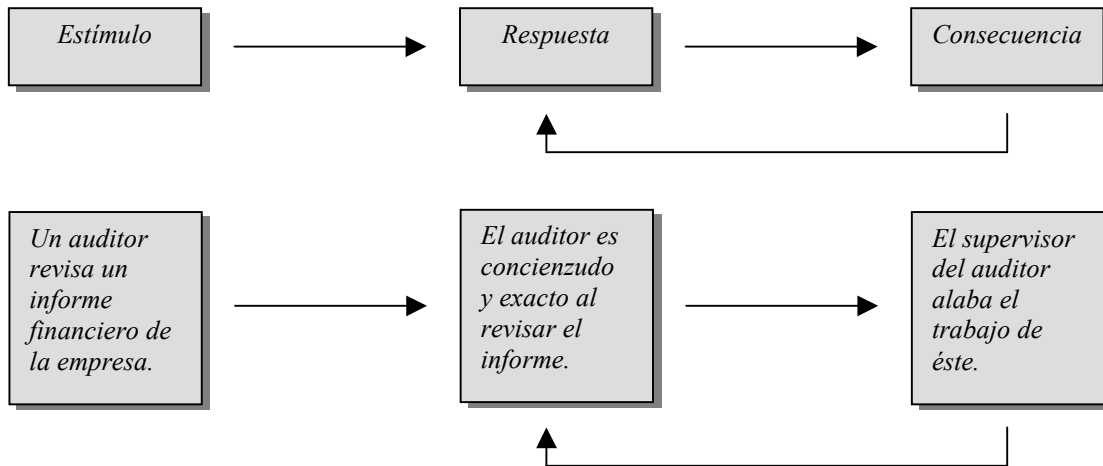 Estímulo
Respuesta
Consecuencia
Un auditor
revisa un
informe
financiero de
la empresa.
El auditor es
concienzudo
y exacto al
revisar el
informe.
El supervisor
del auditor
alaba el
trabajo de
éste.